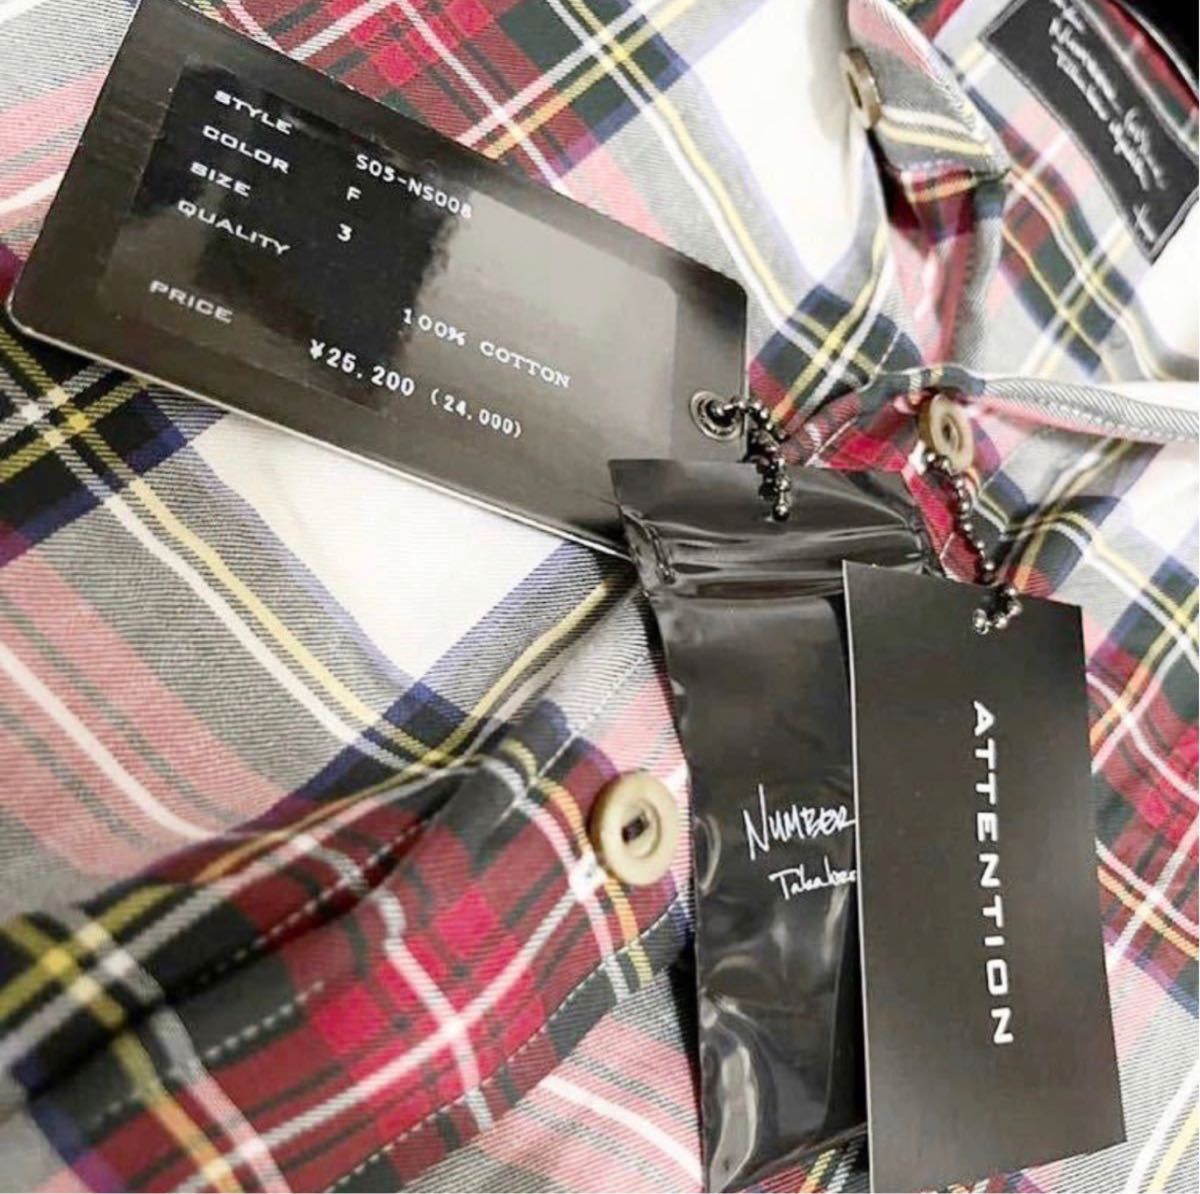 STYLE S05-NS008
COLOR F
SIZE 3
QUALITY
100% COTTON
PRICE ¥25,200 (24,000)
NUMBER
ATTENTION